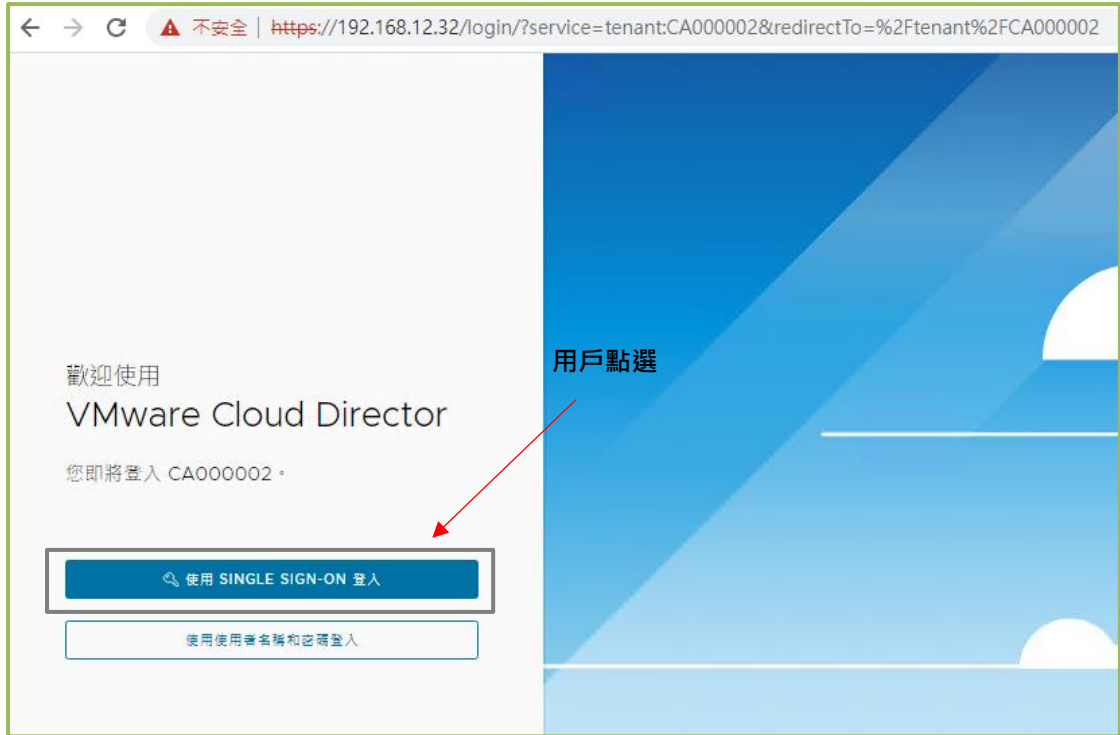 不安全 | https://192.168.12.32/login/?service=tenant:CA000002&redirectTo=%2Ftenant%2FCA000002
用戶點選
歡迎使用
VMware Cloud Director
您即將登入 CA000002。
使用 SINGLE SIGN-ON 登入
使用使用者名稱和密碼登入